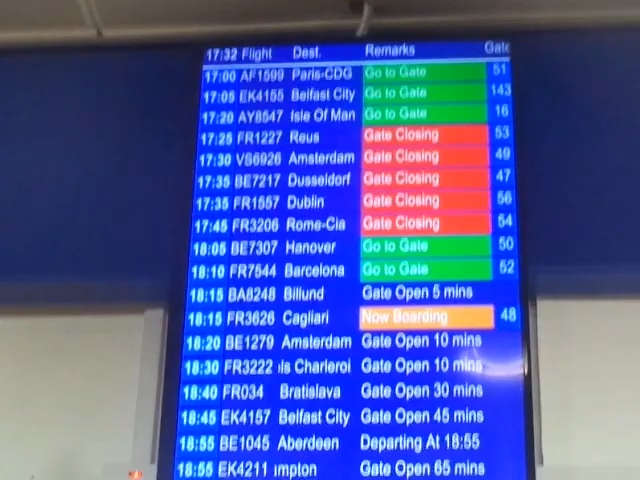 17:32 Flight Dest. Remarks Gate
17:00 AF1599 Paris-CDG Go to Gate 51
17:05 EK4155 Belfast City Go to Gate 143
17:20 AY8547 Isle Of Man Go to Gate 16
17:25 FR1227 Reus Gate Closing 53
17:30 VS6926 Amsterdam Gate Closing 49
17:35 BE7217 Dusseldorf Gate Closing 47
17:35 FR1557 Dublin Gate Closing 56
17:45 FR3206 Rome-Cia Gate Closing 54
18:05 BE7307 Hanover Go to Gate 50
18:10 FR7544 Barcelona Go to Gate 52
18:15 BA8248 Billund Gate Open 5 mins
18:15 FR3626 Cagliari Now Boarding 48
18:20 BE1279 Amsterdam Gate Open 10 mins
18:30 FR3222 ls Charleroi Gate Open 10 mins
18:40 FR034 Bratislava Gate Open 30 mins
18:45 EK4157 Belfast City Gate Open 45 mins
18:55 BE1045 Aberdeen Departing At 18:55
18:55 EK4211 mpton Gate Open 65 mins